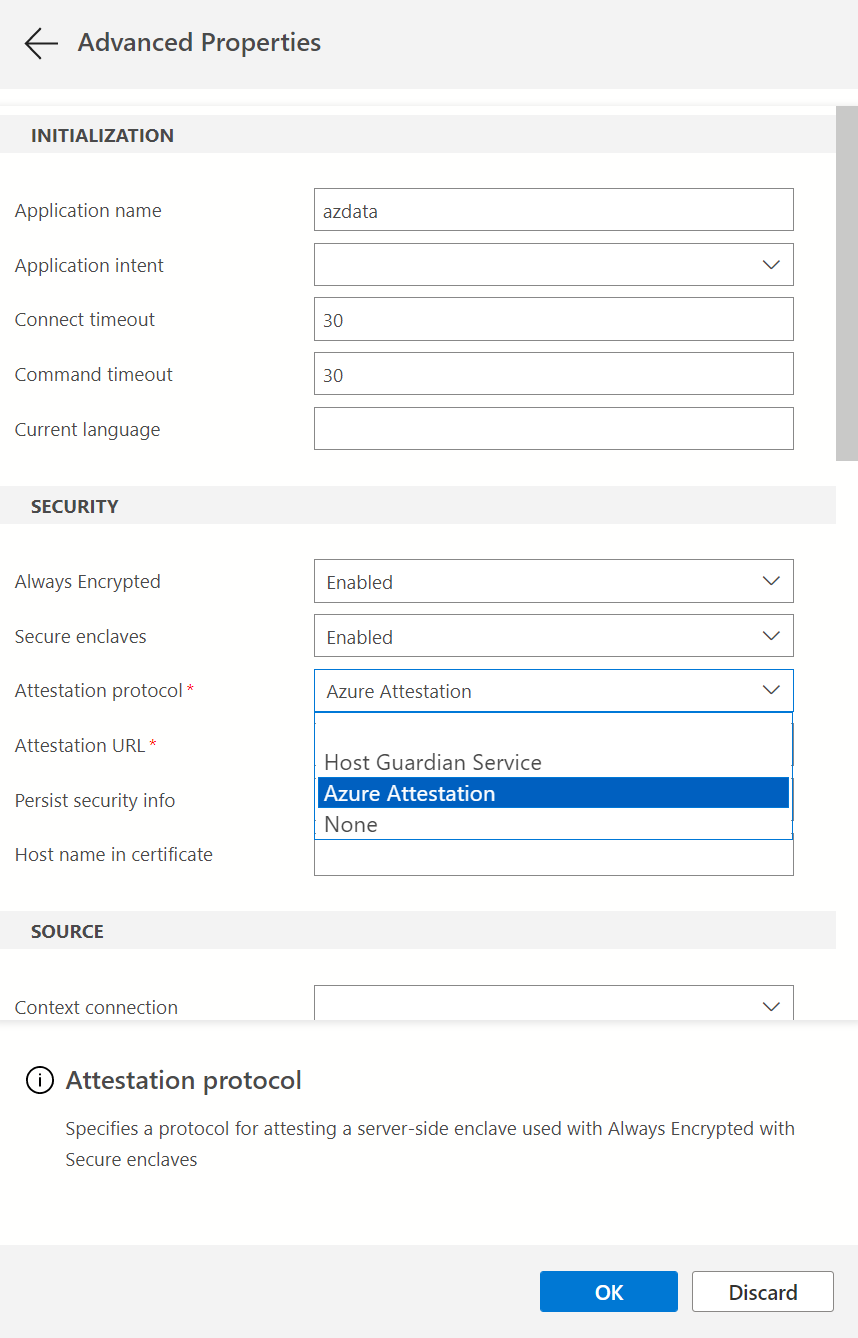 Advanced Properties
INITIALIZATION
Application name
azdata
Application intent
Connect timeout
30
Command timeout
30
Current language
SECURITY
Always Encrypted
Enabled
Secure enclaves
Enabled
Attestation protocol *
Azure Attestation
Attestation URL *
Host Guardian Service
Azure Attestation
Persist security info
None
Host name in certificate
SOURCE
Context connection
Attestation protocol
Specifies a protocol for attesting a server-side enclave used with Always Encrypted with
Secure enclaves
OK
Discard